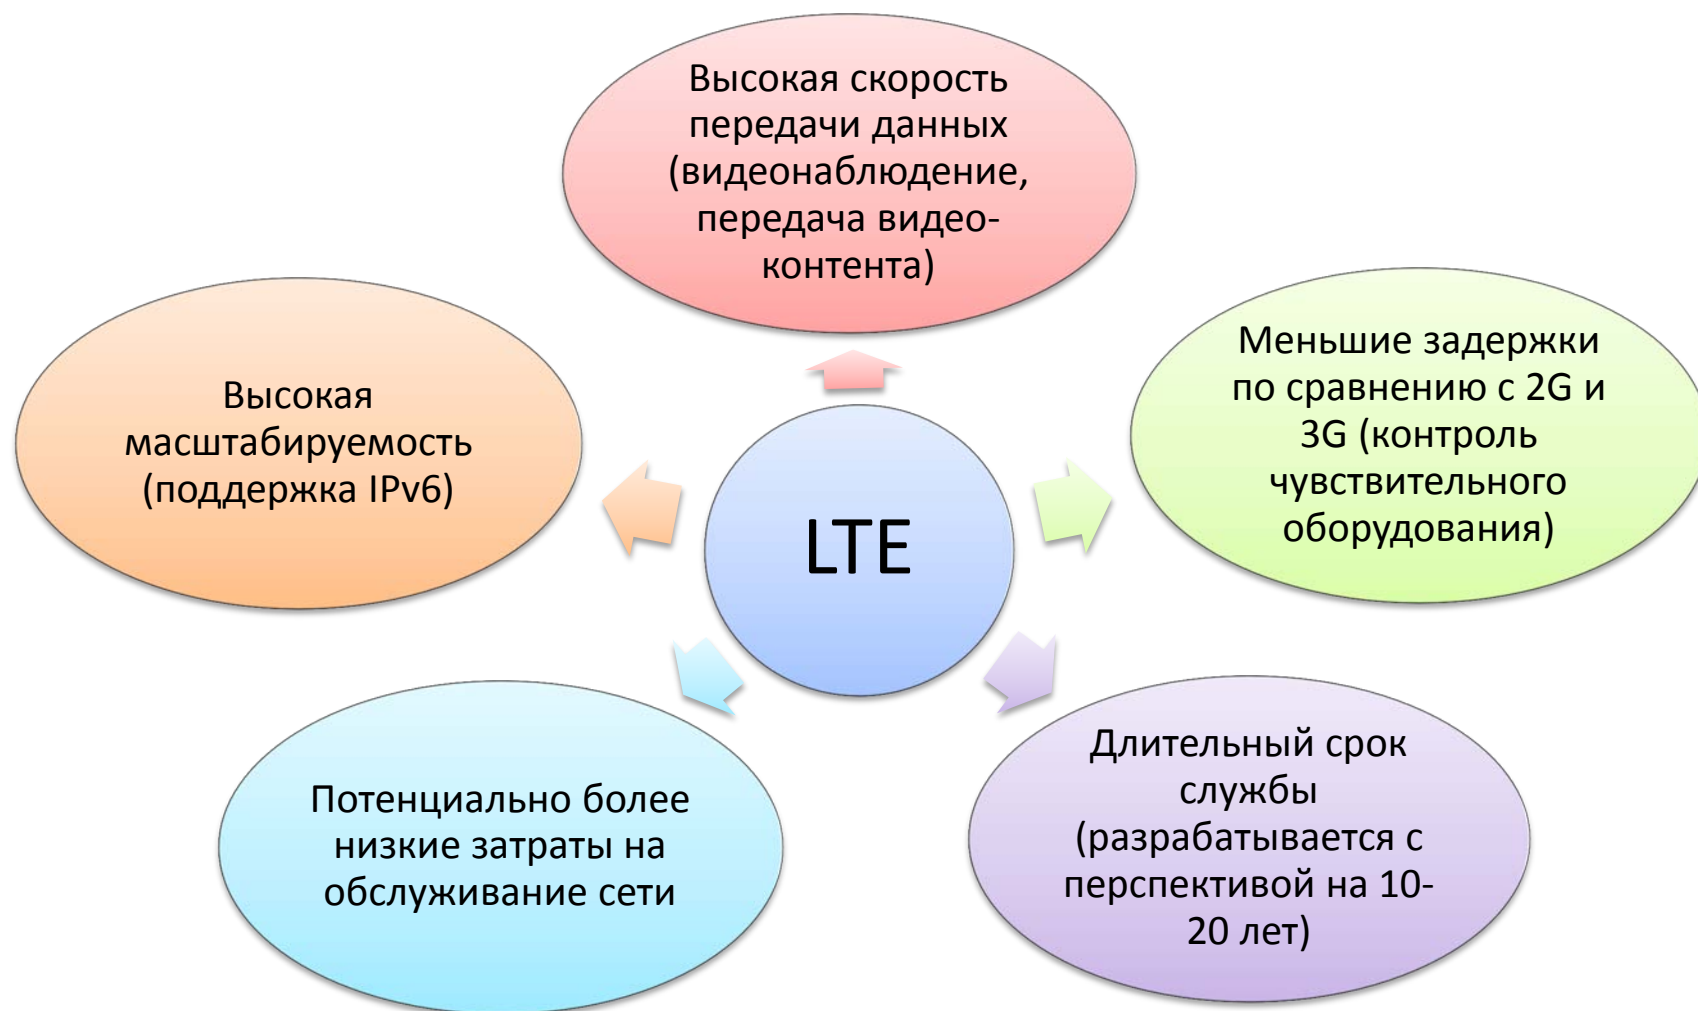 Высокая скорость
передачи данных
(видеонаблюдение,
передача видео-
контента)
Меньшие задержки
по сравнению с 2G и
3G (контроль
чувствительного
оборудования)
Высокая
масштабируемость
(поддержка IPv6)
LTE
Длительный срок
службы
(разрабатывается с
перспективой на 10-
20 лет)
Потенциально более
низкие затраты на
обслуживание сети